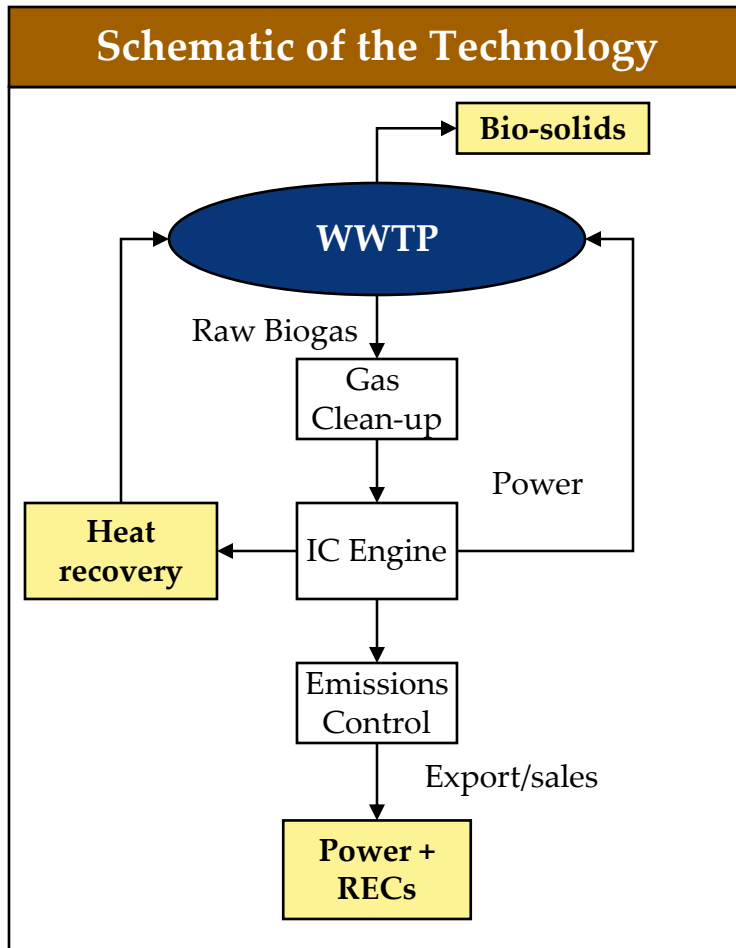 Schematic of the Technology
Bio-solids
WWTP
Raw Biogas
Gas
Clean-up
Power
Heat
recovery
IC Engine
Emissions
Control
Export/sales
Power +
RECs